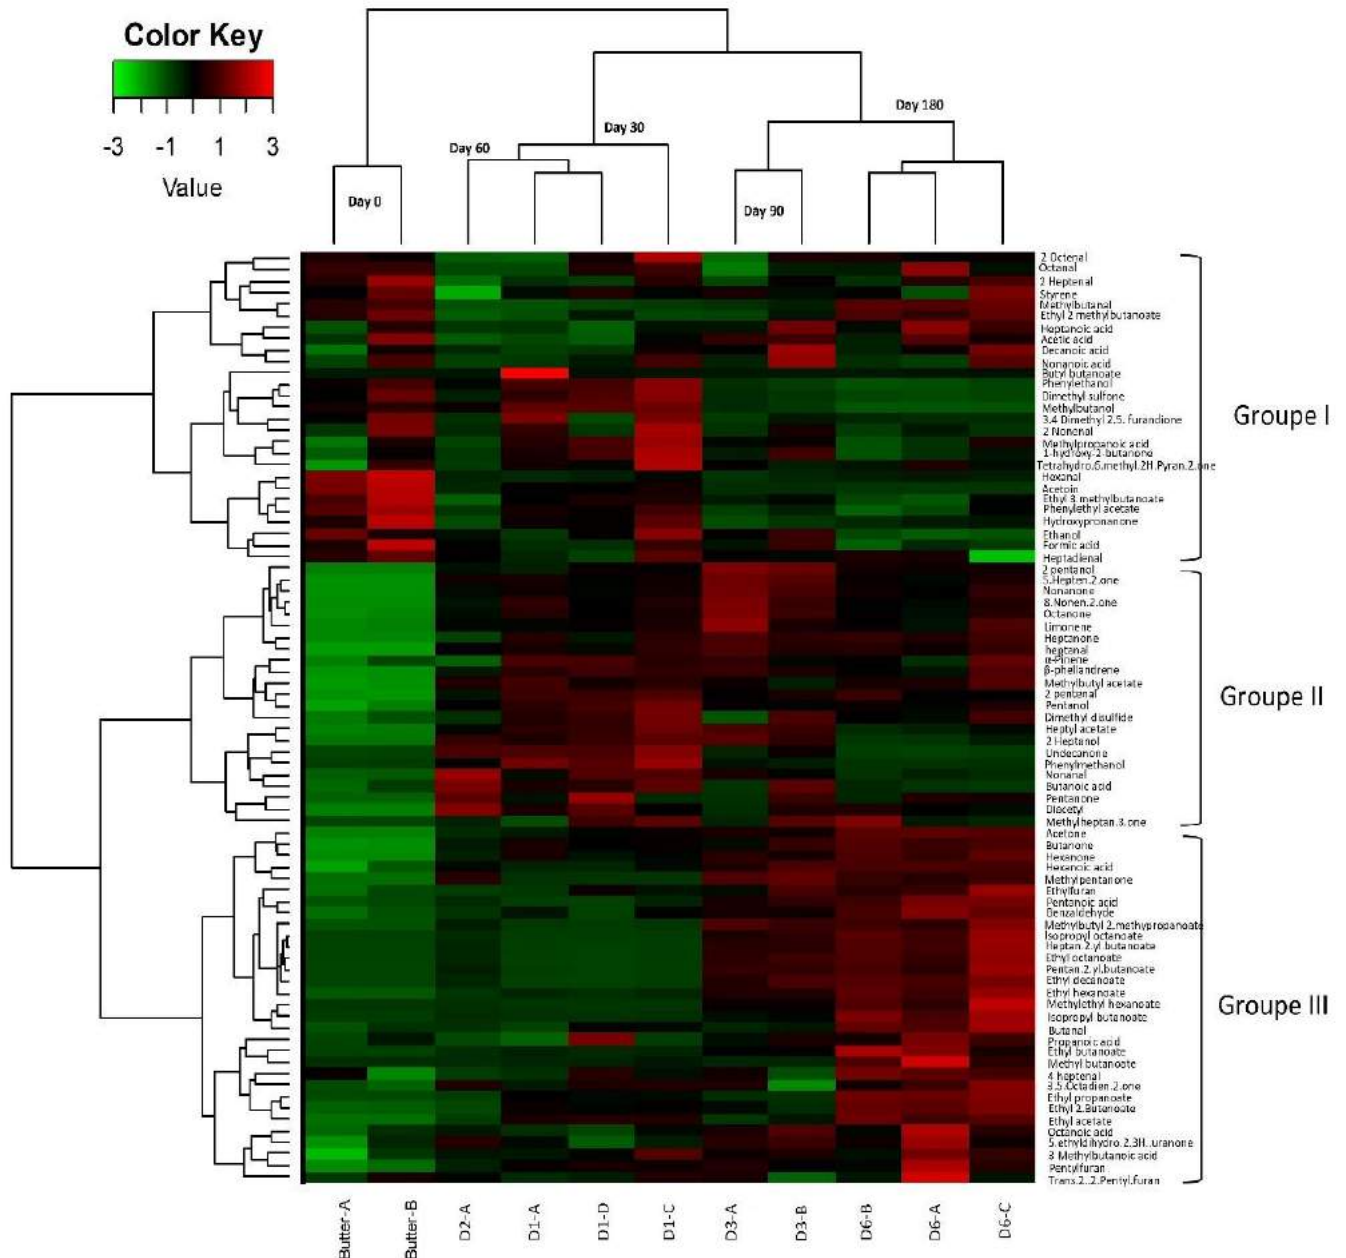 Color Key
-3 -1 1 3
Value
Day 180
Day 30
Day 60
Day 0
Day 90
2 Octenal
Octanal
2 Heptenal
Styrene
Methylbutanal
Ethyl 2 methylbutanoate
Heptanoic acid
Acetic acid
Decanoic acid
Nonanoic acid
Butyl butanoate
Phenylethanol
Dimethyl sulfone
Methylbutanol
3.4 Dimethyl 2.5. furandione
2 Nonenal
Methylpropanoic acid
1-hydroxy-2-butanone
Tetrahydro.6.methyl.2H.Pyran.2.one
Hexanal
Acetoin
Ethyl 3. methylbutanoate
Phenylethyl acetate
Hydroxypronanone
Ethanol
Formic acid
Heptadienal
Groupe I
2 pentanol
5.Hepten.2.one
Nonanone
8.Nonen.2.one
Octanone
Limonene
Heptanone
heptanal
α-Pinene
β-phellandrene
Methylbutyl acetate
2 pentenal
Pentanol
Dimethyl disulfide
Heptyl acetate
2 Heptanol
Undecanone
Phenylmethanol
Nonanal
Butanoic acid
Pentanone
Diacetyl
Methylheptan.3.one
Groupe II
Acetone
Butanone
Hexanone
Hexanoic acid
Methylpentanone
Ethylfuran
Pentanoic acid
Benzaldehyde
Methylbutyl 2.methypropanoate
Isopropyl octanoate
Heptan.2.yl.butanoate
Ethyl octanoate
Pentan.2.yl.butanoate
Ethyl decanoate
Ethyl hexanoate
Methylethyl hexanoate
Isopropyl butanoate
Butanal
Propanoic acid
Ethyl butanoate
Methyl butanoate
4 heptenal
3.5.Octadien.2.one
Ethyl propanoate
Ethyl 2.Butenoate
Ethyl acetate
Octanoic acid
5.ethyldihydro.2.3H..uranone
3 Methylbutanoic acid
Pentylfuran
Trans.2..2.Pentyl.furan
Groupe III
Butter-A
Butter-B
D2-A
D1-A
D1-D
D1-C
D3-A
D3-B
D6-B
D6-A
D6-C